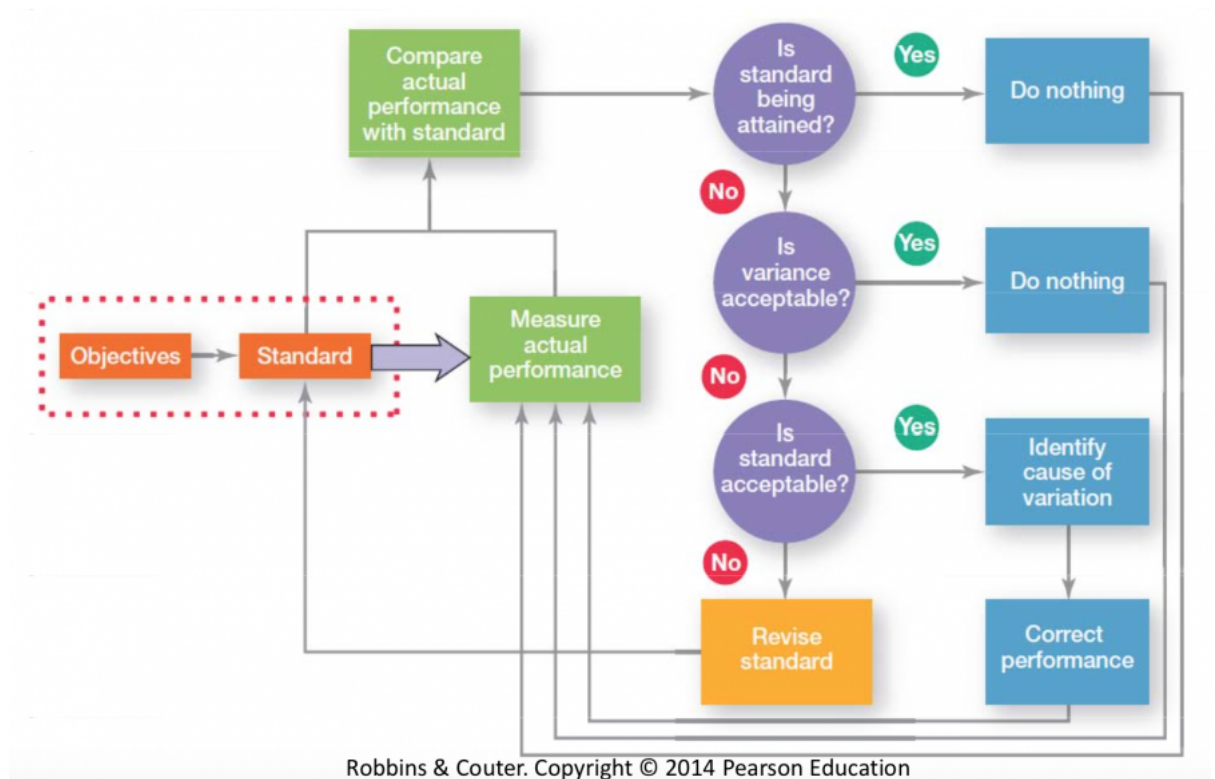 Compare
actual
performance
with standard
Is
standard
being
attained?
Yes
Do nothing
No
Is
variance
acceptable?
Yes
Do nothing
Objectives
Standard
Measure
actual
performance
No
Is
standard
acceptable?
Yes
Identify
cause of
variation
No
Revise
standard
Correct
performance
Robbins & Couter. Copyright © 2014 Pearson Education